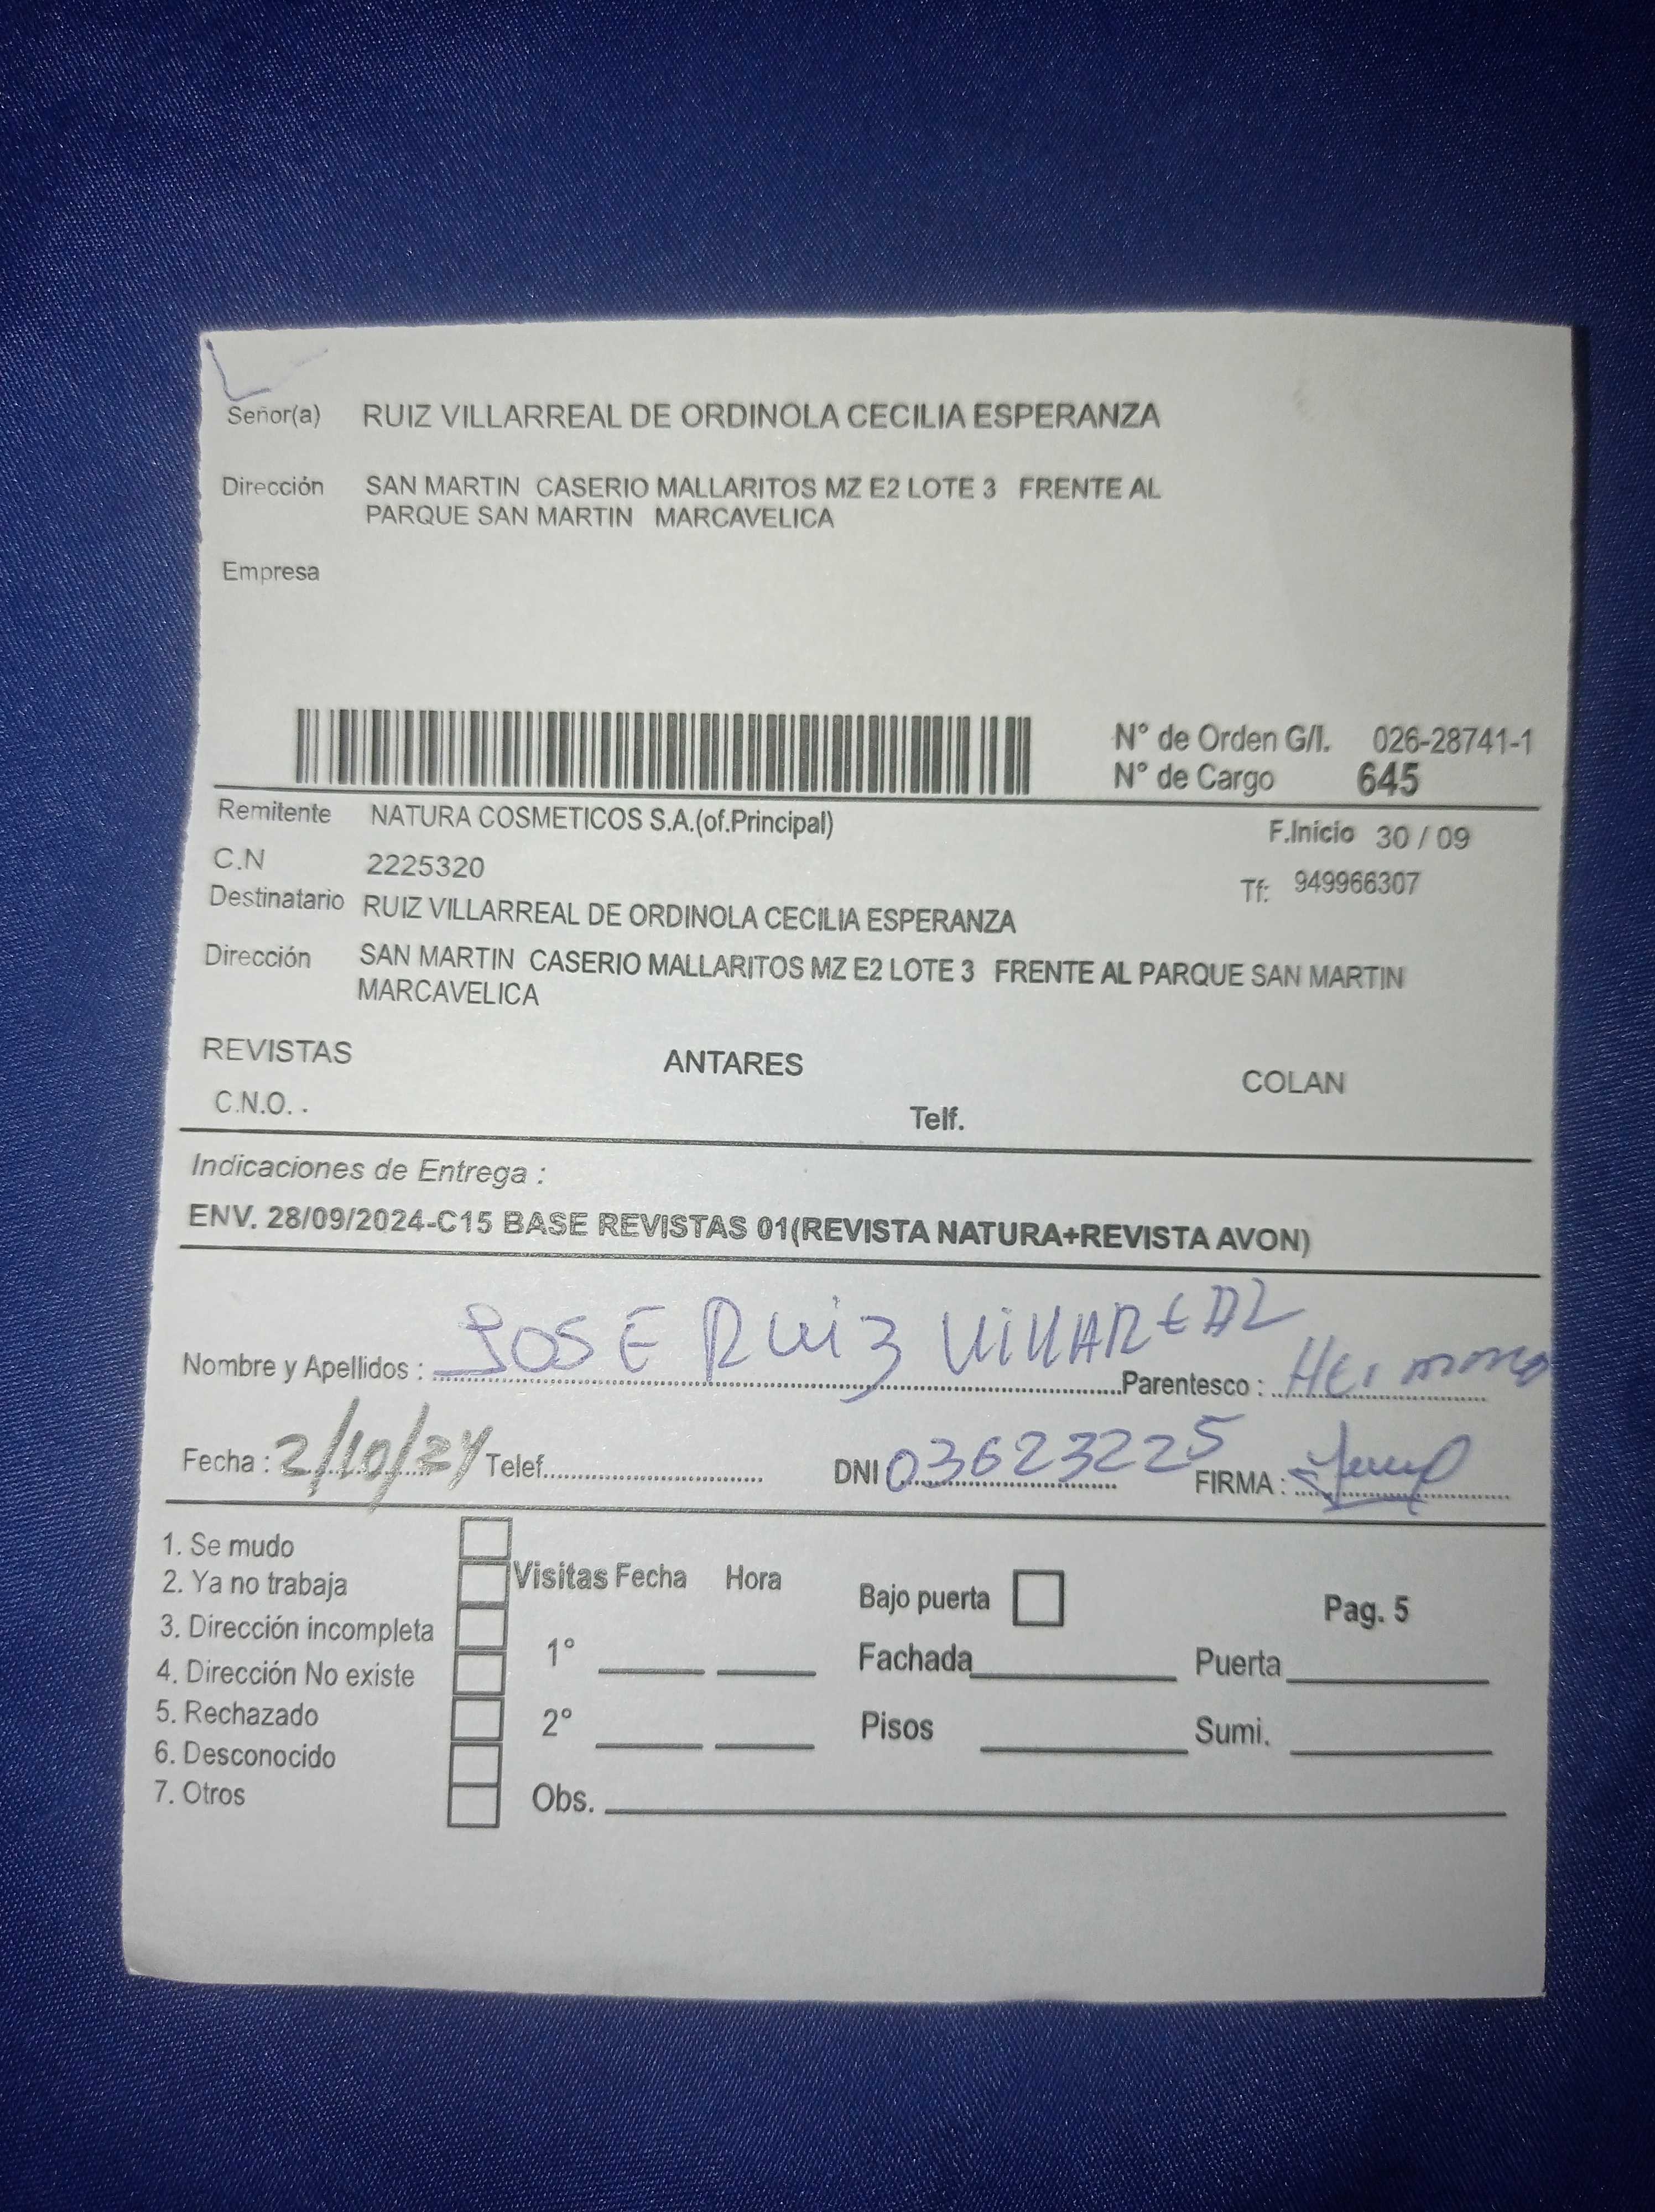 Señor(a) RUIZ VILLARREAL DE ORDINOLA CECILIA ESPERANZA
Dirección SAN MARTIN CASERIO MALLARITOS MZ E2 LOTE 3 FRENTE AL
PARQUE SAN MARTIN MARCAVELICA
Empresa
N° de Orden G/I. 026-28741-1
N° de Cargo 645
Remitente NATURA COSMETICOS S.A.(of.Principal) F.Inicio 30 / 09
C.N 2225320 Tf: 949966307
Destinatario RUIZ VILLARREAL DE ORDINOLA CECILIA ESPERANZA
Dirección SAN MARTIN CASERIO MALLARITOS MZ E2 LOTE 3 FRENTE AL PARQUE SAN MARTIN
MARCAVELICA
REVISTAS ANTARES COLAN
C.N.O. . Telf.
Indicaciones de Entrega :
ENV. 28/09/2024-C15 BASE REVISTAS 01(REVISTA NATURA+REVISTA AVON)
Nombre y Apellidos : JOSE RUIZ VILLAREAL Parentesco : Hermano
Fecha : 2/10/24 Telef. DNI 03623225 FIRMA :
1. Se mudo
2. Ya no trabaja Visitas Fecha Hora Bajo puerta Pag. 5
3. Dirección incompleta 1° Fachada Puerta
4. Dirección No existe
5. Rechazado 2° Pisos Sumi.
6. Desconocido
7. Otros Obs.